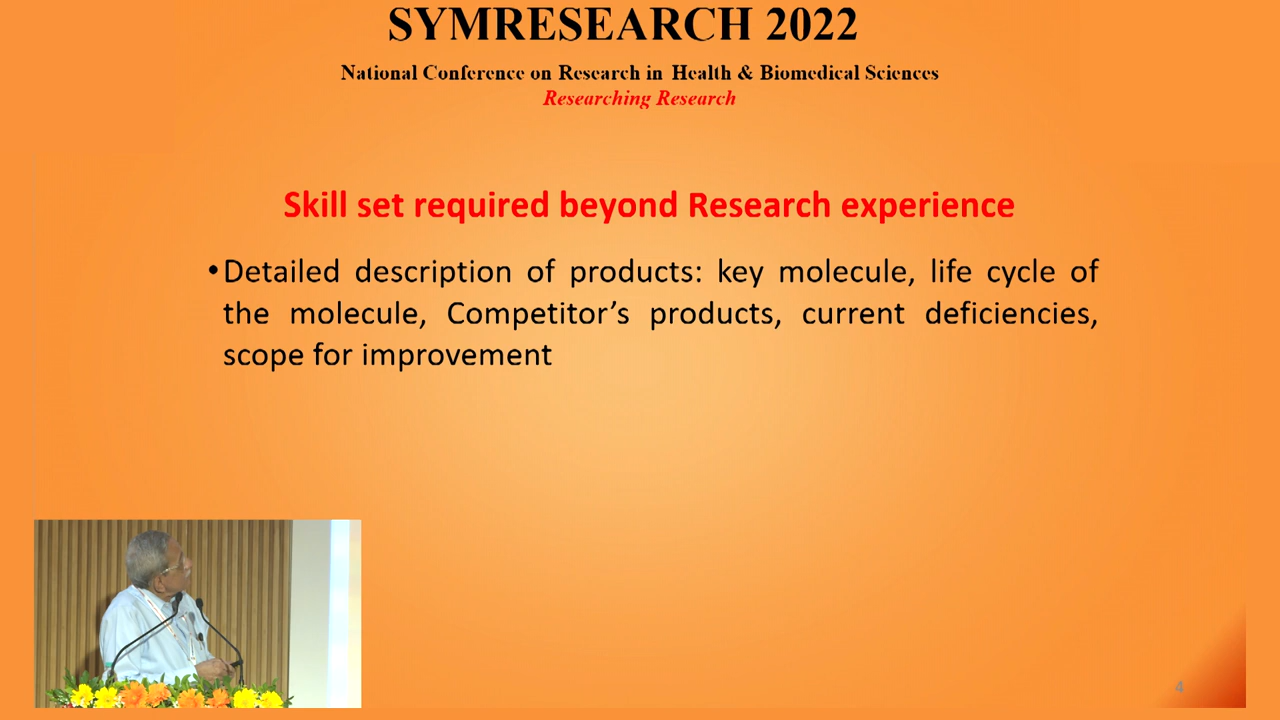 SYMRESEARCH 2022
National Conference on Research in Health & Biomedical Sciences
Researching Research
Skill set required beyond Research experience
•Detailed description of products: key molecule, life cycle of
the molecule, Competitor’s products, current deficiencies,
scope for improvement
4